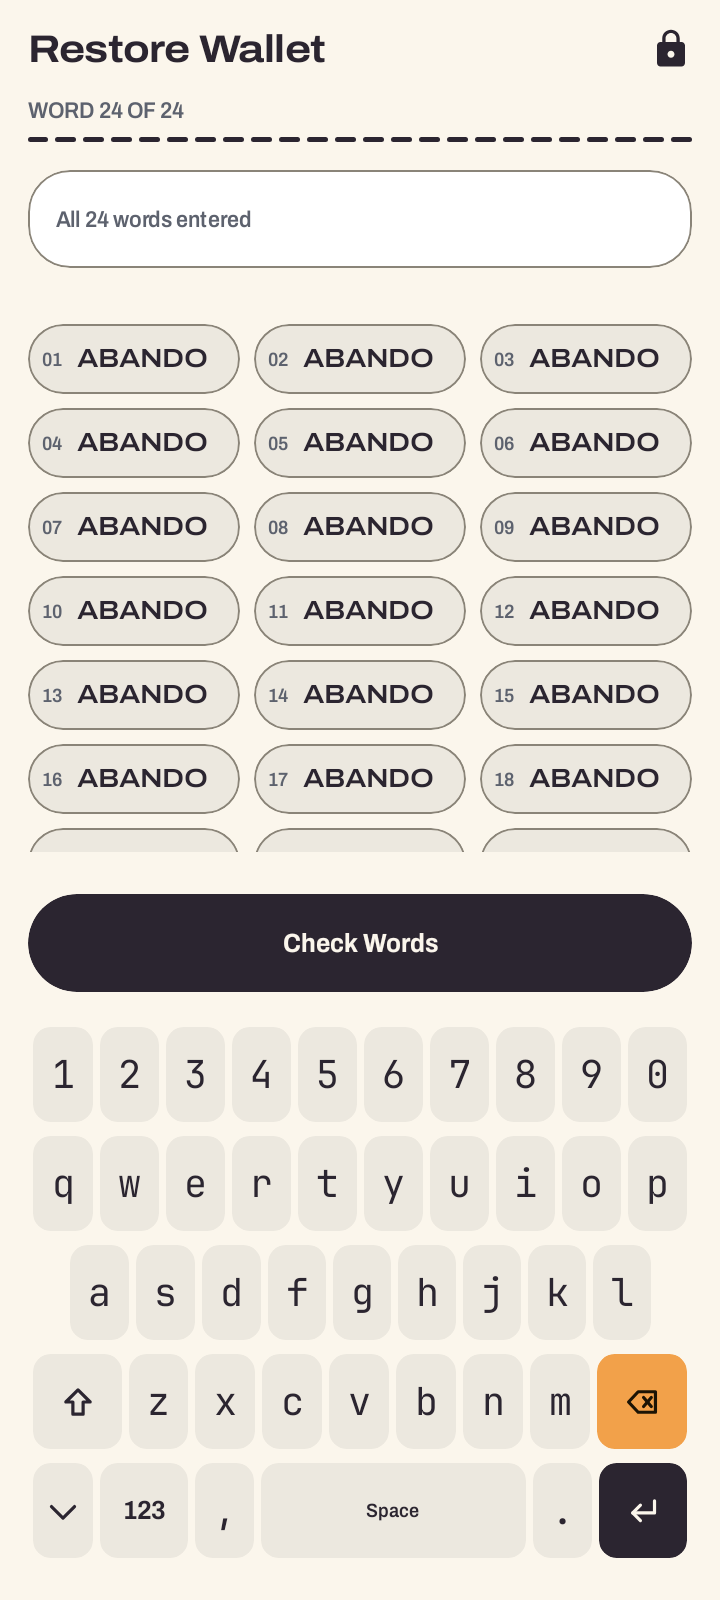 Restore Wallet
WORD 24 OF 24
All 24 words entered
01 ABANDO 02 ABANDO 03 ABANDO
04 ABANDO 05 ABANDO 06 ABANDO
07 ABANDO 08 ABANDO 09 ABANDO
10 ABANDO 11 ABANDO 12 ABANDO
13 ABANDO 14 ABANDO 15 ABANDO
16 ABANDO 17 ABANDO 18 ABANDO
Check Words
1 2 3 4 5 6 7 8 9 0
q w e r t y u i o p
a s d f g h j k l
z x c v b n m
123 , Space .